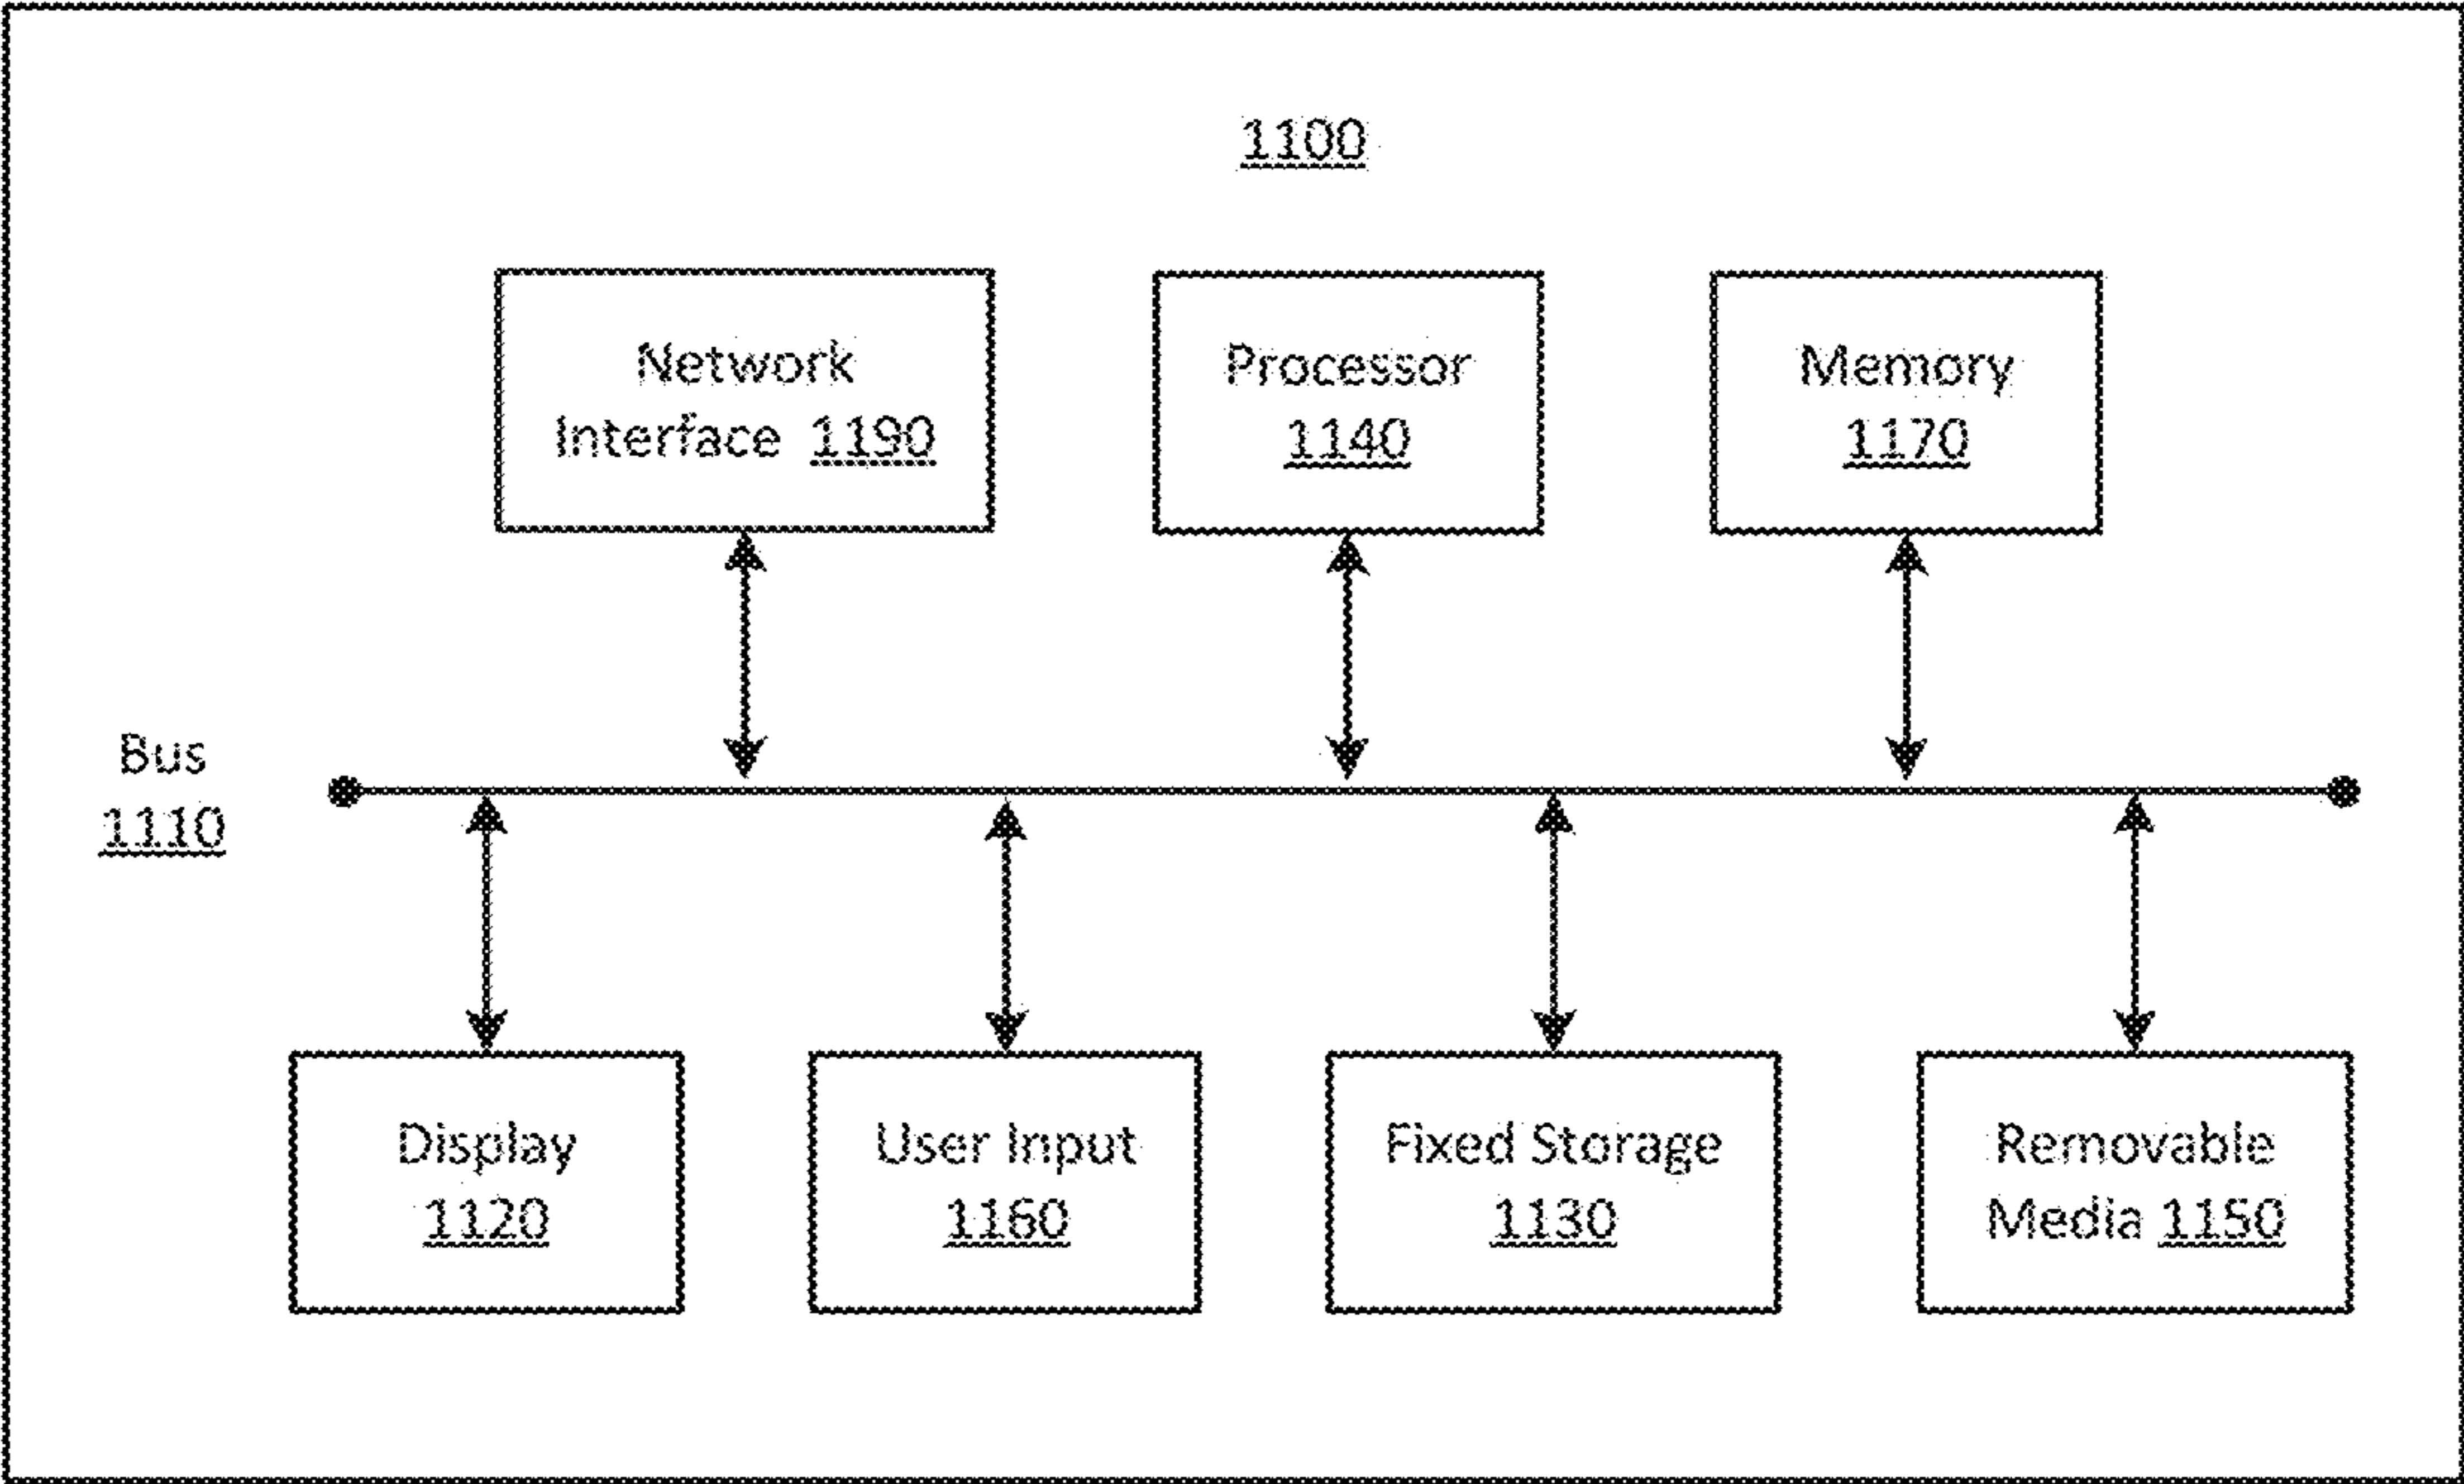 1100
Network
Interface 1190
Processor
1140
Memory
1170
Bus
1110
Display
1120
User Input
1160
Fixed Storage
1130
Removable
Media 1150